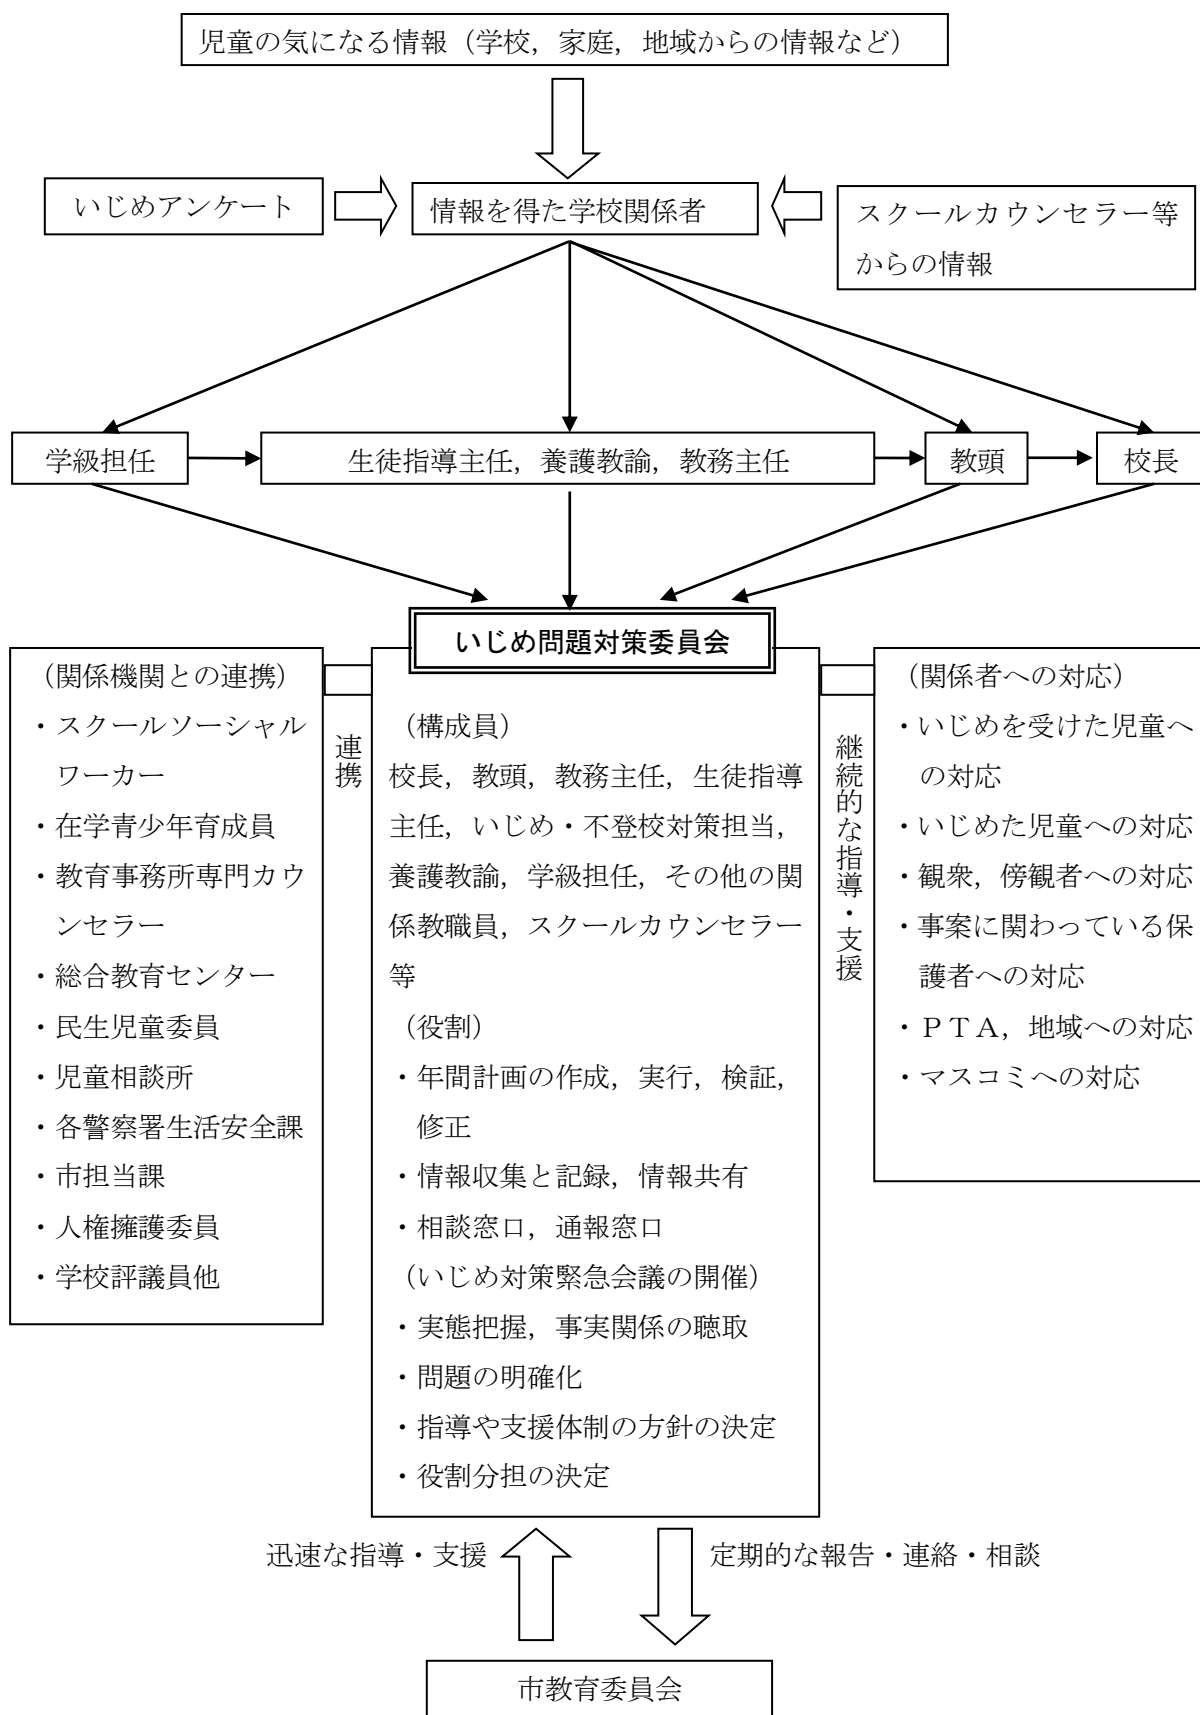 児童の気になる情報（学校，家庭，地域からの情報など）
いじめアンケート
情報を得た学校関係者
スクールカウンセラー等
からの情報
学級担任
生徒指導主任，養護教諭，教務主任
教頭
校長
いじめ問題対策委員会
（関係機関との連携）
・スクールソーシャル
ワーカー
・在学青少年育成員
・教育事務所専門カウ
ンセラー
・総合教育センター
・民生児童委員
・児童相談所
・各警察署生活安全課
・市担当課
・人権擁護委員
・学校評議員他
連携
（構成員）
校長，教頭，教務主任，生徒指導
主任，いじめ・不登校対策担当，
養護教諭，学級担任，その他の関
係教職員，スクールカウンセラー
等
（役割）
・年間計画の作成，実行，検証，
修正
・情報収集と記録，情報共有
・相談窓口，通報窓口
（いじめ対策緊急会議の開催）
・実態把握，事実関係の聴取
・問題の明確化
・指導や支援体制の方針の決定
・役割分担の決定
継続的な指導・支援
（関係者への対応）
・いじめを受けた児童へ
の対応
・いじめた児童への対応
・観衆，傍観者への対応
・事案に関わっている保
護者への対応
・ＰＴＡ，地域への対応
・マスコミへの対応
迅速な指導・支援
定期的な報告・連絡・相談
市教育委員会